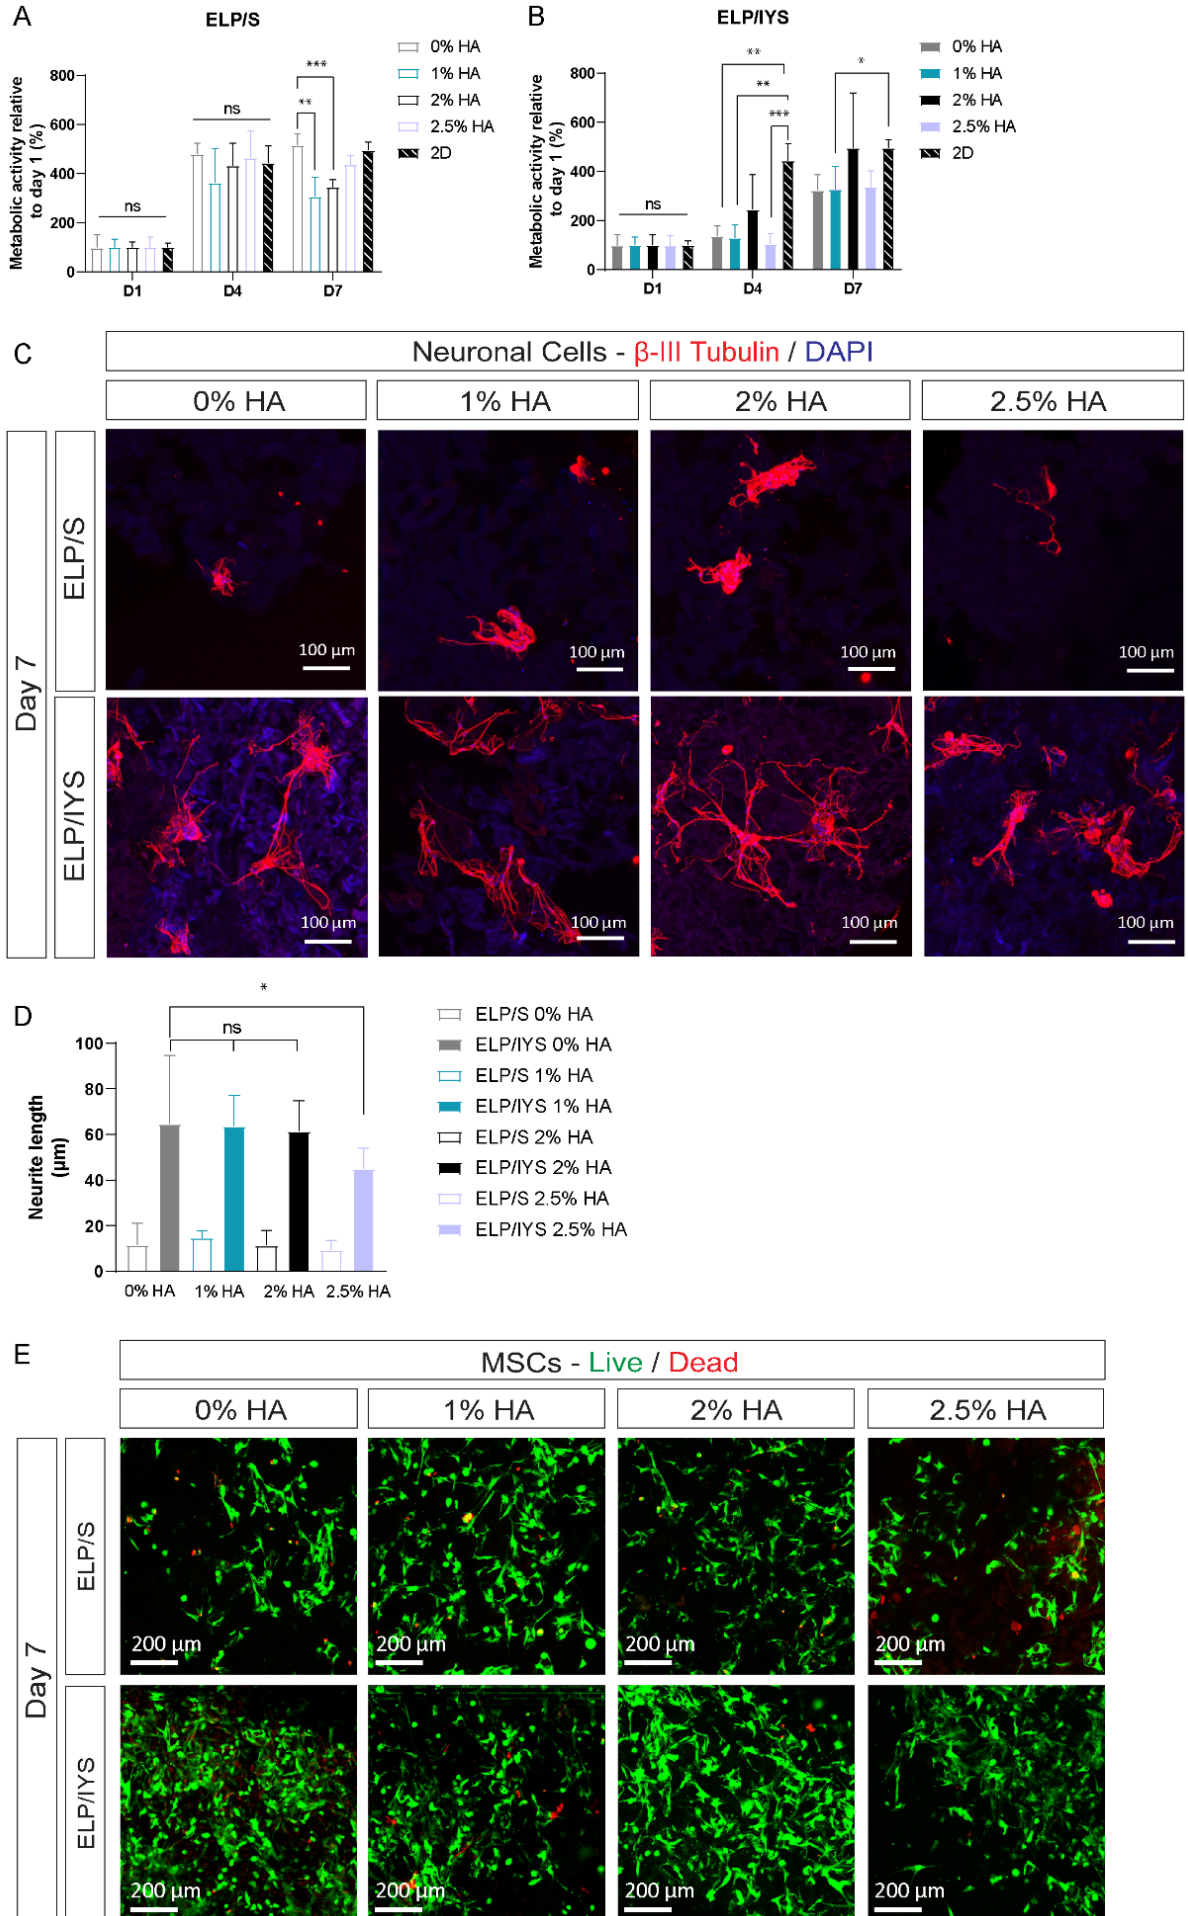 A
ELP/S
Metabolic activity relative
to day 1 (%)
800
600
400
200
0
ns
ns
**
***
D1
D4
D7
0% HA
1% HA
2% HA
2.5% HA
2D
B
ELP/IYS
Metabolic activity relative
to day 1 (%)
800
600
400
200
0
ns
**
**
***
*
D1
D4
D7
0% HA
1% HA
2% HA
2.5% HA
2D
C
Neuronal Cells - β-III Tubulin / DAPI
0% HA
1% HA
2% HA
2.5% HA
Day 7
ELP/S
100 µm
100 µm
100 µm
100 µm
ELP/IYS
100 µm
100 µm
100 µm
100 µm
D
Neurite length
(µm)
100
80
60
40
20
0
*
ns
0% HA
1% HA
2% HA
2.5% HA
ELP/S 0% HA
ELP/IYS 0% HA
ELP/S 1% HA
ELP/IYS 1% HA
ELP/S 2% HA
ELP/IYS 2% HA
ELP/S 2.5% HA
ELP/IYS 2.5% HA
E
MSCs - Live / Dead
0% HA
1% HA
2% HA
2.5% HA
Day 7
ELP/S
200 µm
200 µm
200 µm
200 µm
ELP/IYS
200 µm
200 µm
200 µm
200 µm